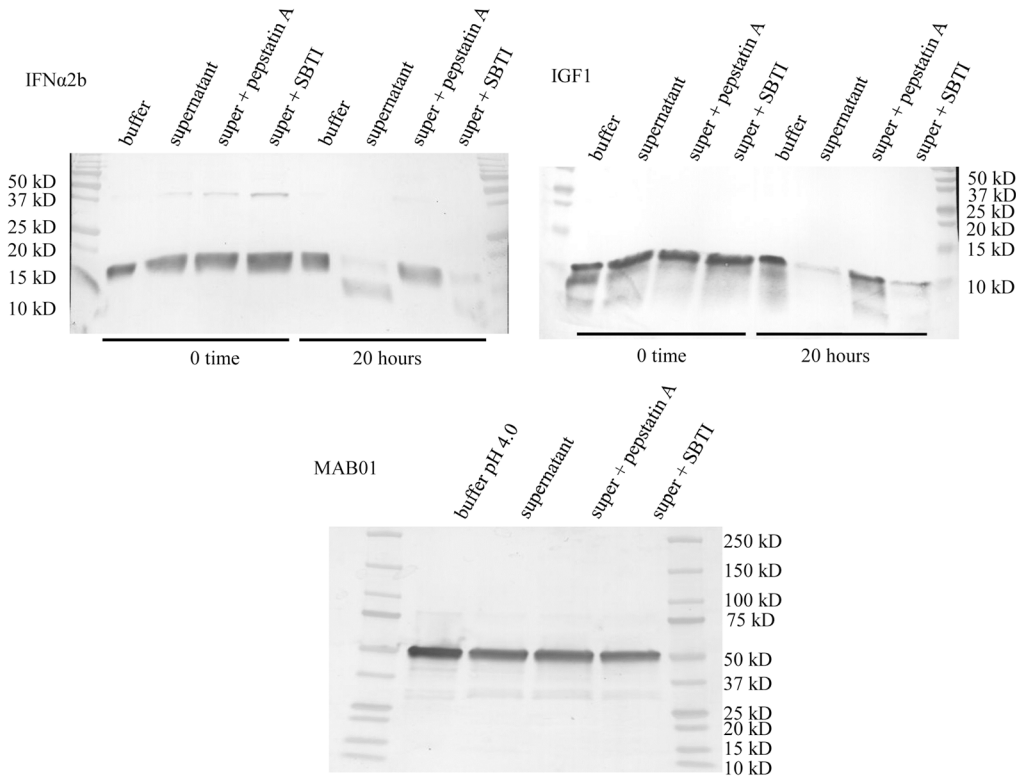 IFNα2b
buffer
supernatant
super + pepstatin A
super + SBTI
buffer
supernatant
super + pepstatin A
super + SBTI
50 kD
37 kD
25 kD
20 kD
15 kD
10 kD
0 time
20 hours
IGF1
buffer
supernatant
super + pepstatin A
super + SBTI
buffer
supernatant
super + pepstatin A
super + SBTI
50 kD
37 kD
25 kD
20 kD
15 kD
10 kD
0 time
20 hours
MAB01
buffer pH 4.0
supernatant
super + pepstatin A
super + SBTI
250 kD
150 kD
100 kD
75 kD
50 kD
37 kD
25 kD
20 kD
15 kD
10 kD